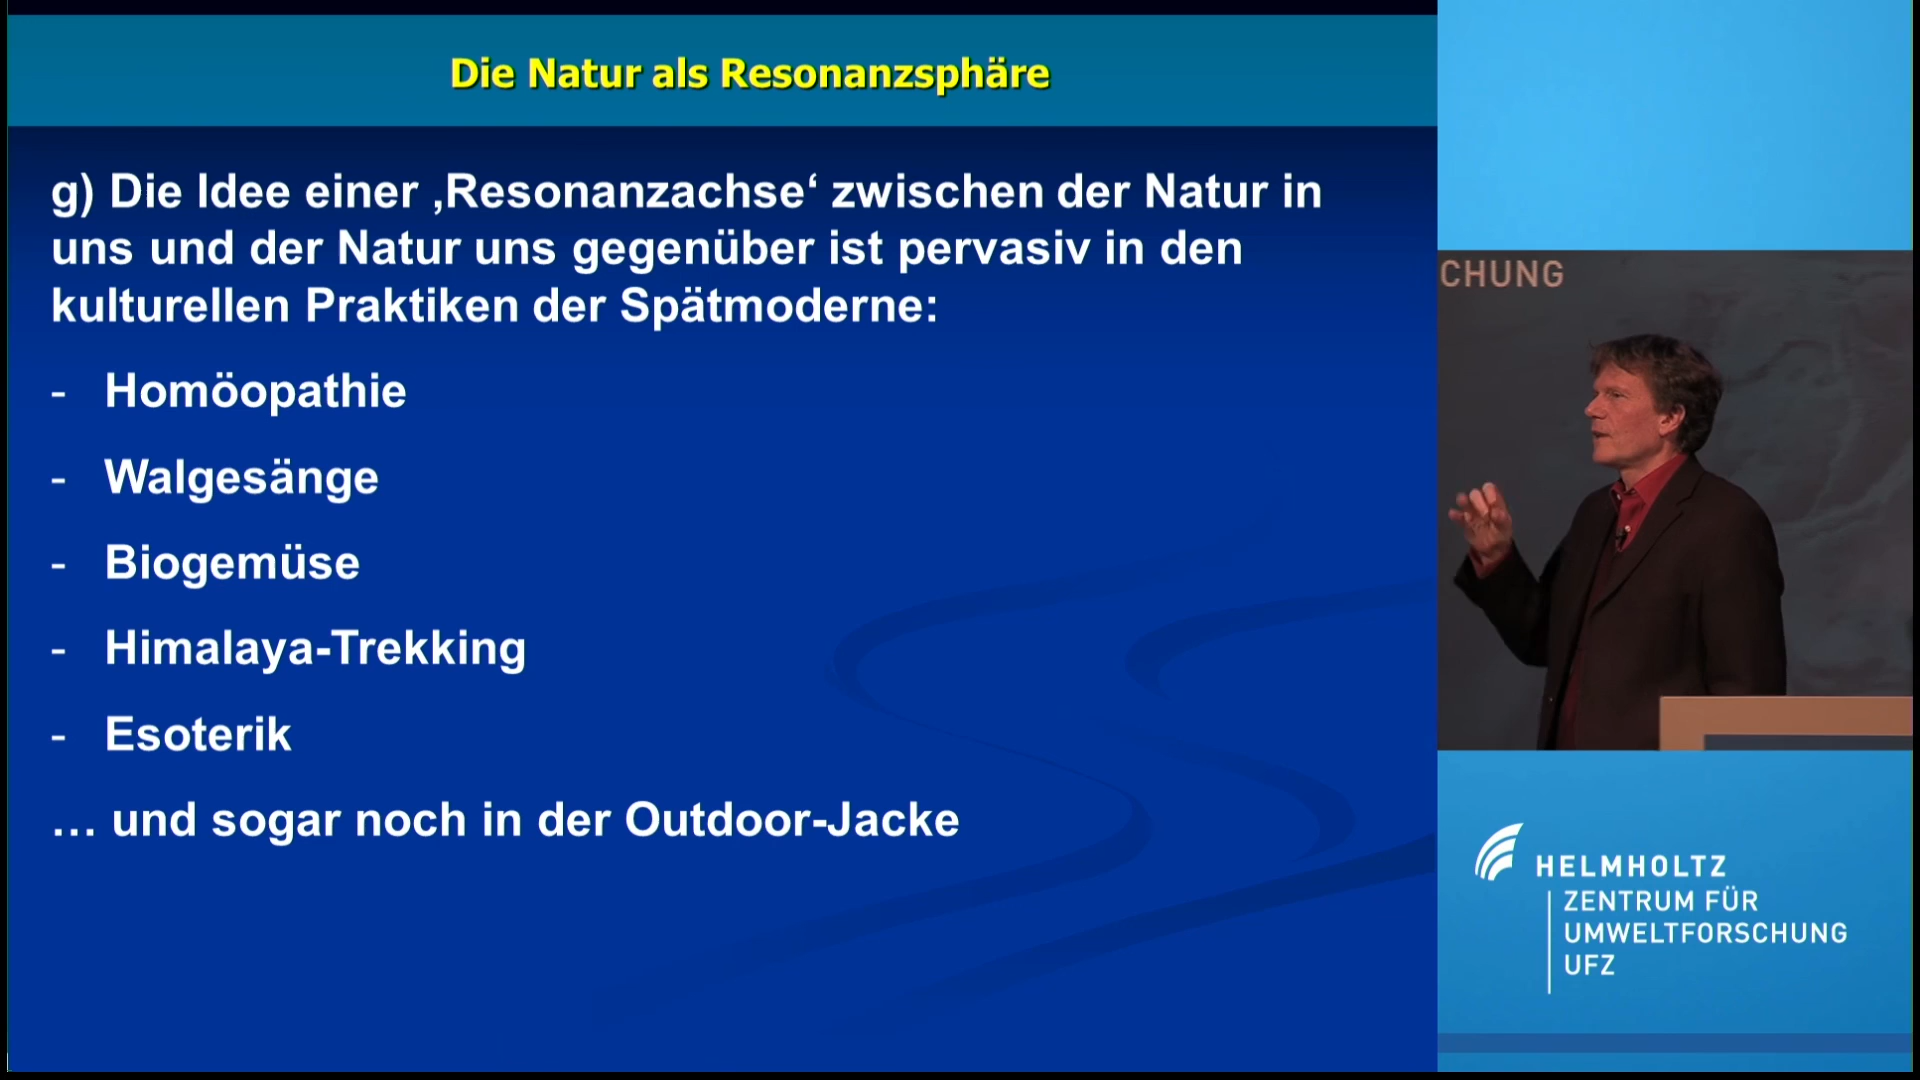 Die Natur als Resonanzsphäre
g) Die Idee einer ‚Resonanzachse‘ zwischen der Natur in
uns und der Natur uns gegenüber ist pervasiv in den
kulturellen Praktiken der Spätmoderne:
- Homöopathie
- Walgesänge
- Biogemüse
- Himalaya-Trekking
- Esoterik
… und sogar noch in der Outdoor-Jacke
CHUNG
HELMHOLTZ
ZENTRUM FÜR
UMWELTFORSCHUNG
UFZ